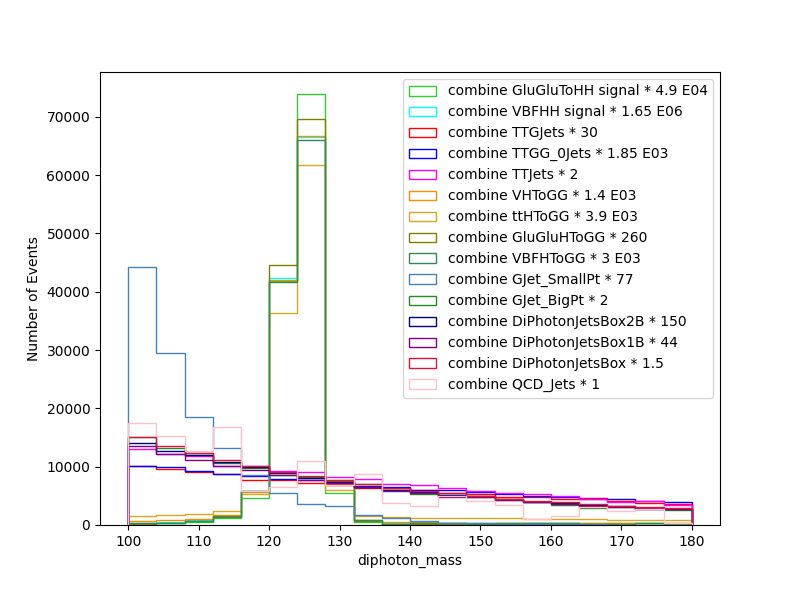 combine GluGluToHH signal * 4.9 E04
combine VBFHH signal * 1.65 E06
combine TTGJets * 30
combine TTGG_0Jets * 1.85 E03
combine TTJets * 2
combine VHToGG * 1.4 E03
combine ttHToGG * 3.9 E03
combine GluGluHToGG * 260
combine VBFHToGG * 3 E03
combine GJet_SmallPt * 77
combine GJet_BigPt * 2
combine DiPhotonJetsBox2B * 150
combine DiPhotonJetsBox1B * 44
combine DiPhotonJetsBox * 1.5
combine QCD_Jets * 1
Number of Events
70000
60000
50000
40000
30000
20000
10000
0
100 110 120 130 140 150 160 170 180
diphoton_mass